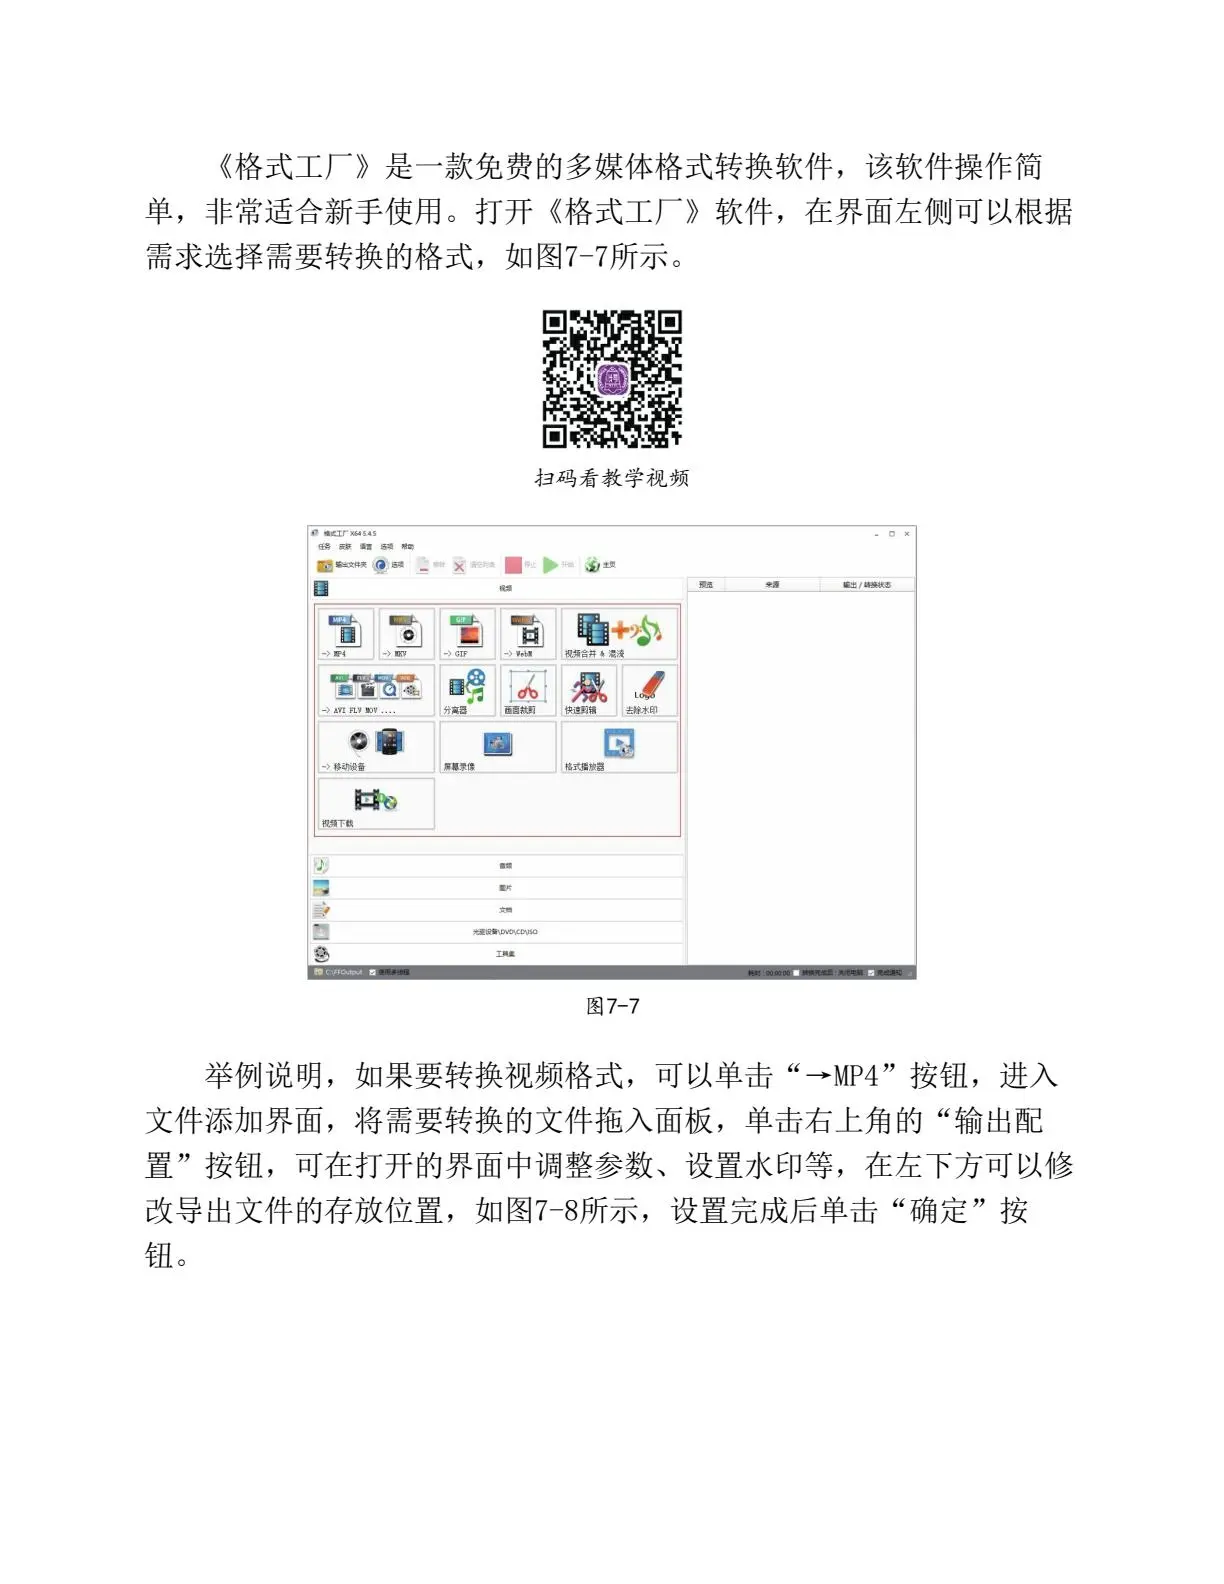 《格式工厂》是一款免费的多媒体格式转换软件，该软件操作简
单，非常适合新手使用。打开《格式工厂》软件，在界面左侧可以根据
需求选择需要转换的格式，如图7-7所示。
扫码看教学视频
格式工厂 X64 5.4.5
任务 皮肤 语言 选项 帮助
输出文件夹 选项 移除 清空列表 停止 开始 主页
视频
预览 来源 输出 / 转换状态
MP4 MKV GIF WebM
-> MP4 -> MKV -> GIF -> WebM 视频合并 & 混流
AVI FLV MOV VOB
Logo
-> AVI FLV MOV .... 分离器 画面裁剪 快速剪辑 去除水印
-> 移动设备 屏幕录像 格式播放器
视频下载
音频
图片
文档
光驱设备\DVD\CD\ISO
工具集
C:\FFOutput 使用多线程 耗时 : 00:00:00 转换完成后 : 关闭电脑 完成通知
图7-7
举例说明，如果要转换视频格式，可以单击“→MP4”按钮，进入
文件添加界面，将需要转换的文件拖入面板，单击右上角的“输出配
置”按钮，可在打开的界面中调整参数、设置水印等，在左下方可以修
改导出文件的存放位置，如图7-8所示，设置完成后单击“确定”按
钮。